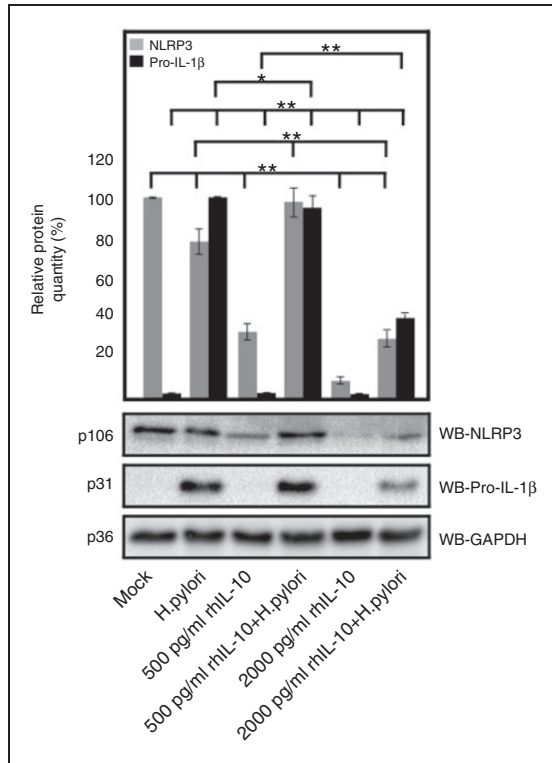 NLRP3
Pro-IL-1β
**
*
**
**
**
Relative protein
quantity (%)
120
100
80
60
40
20
p106
WB-NLRP3
p31
WB-Pro-IL-1β
p36
WB-GAPDH
Mock
H.pylori
500 pg/ml rhIL-10
500 pg/ml rhIL-10+H.pylori
2000 pg/ml rhIL-10
2000 pg/ml rhIL-10+H.pylori